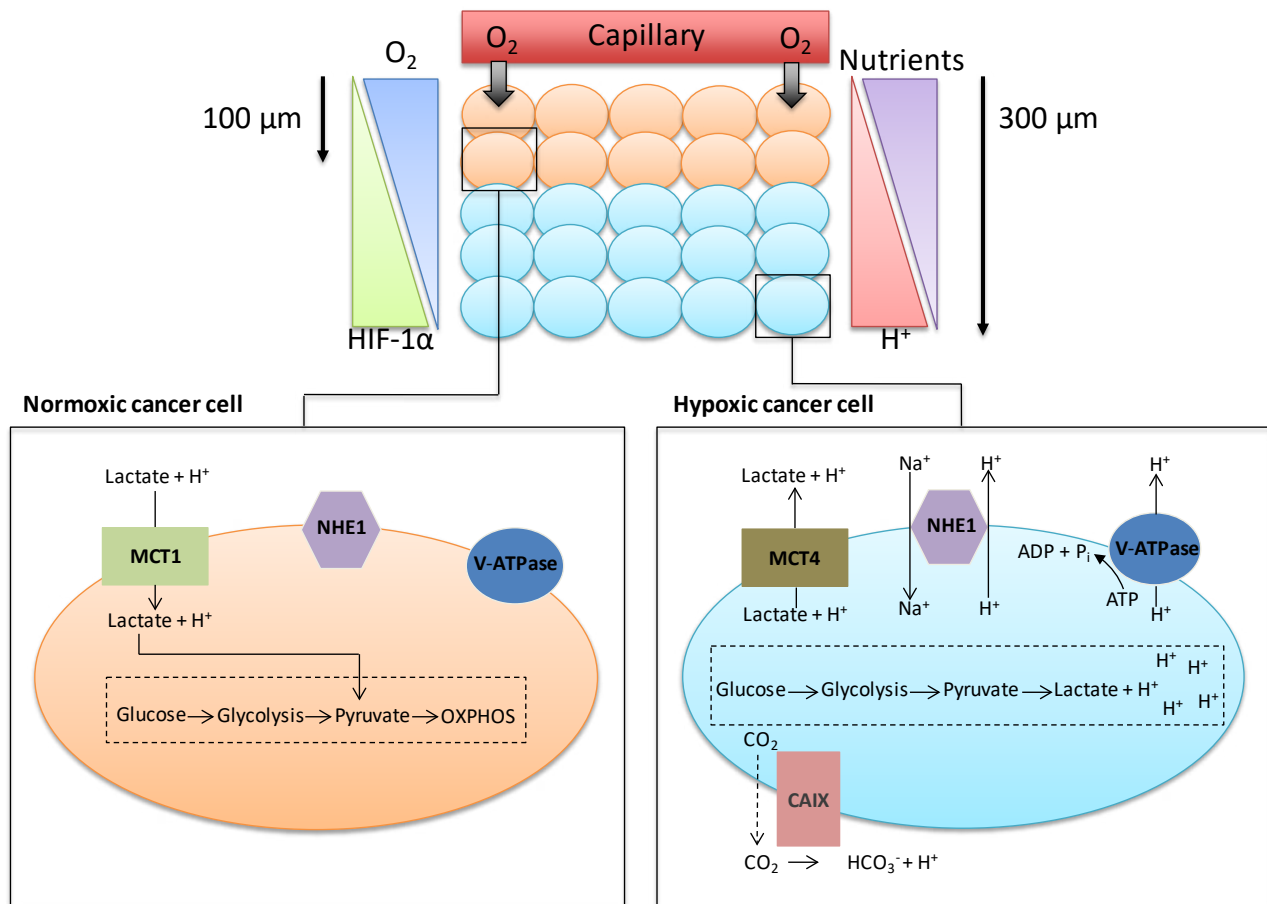 Capillary
O₂
O₂
O₂
Nutrients
100 µm
300 µm
HIF-1α
H⁺
Normoxic cancer cell
Lactate + H⁺
NHE1
MCT1
V-ATPase
Lactate + H⁺
Glucose → Glycolysis → Pyruvate → OXPHOS
Hypoxic cancer cell
Lactate + H⁺
Na⁺
H⁺
H⁺
NHE1
MCT4
V-ATPase
ADP + Pᵢ
ATP
Lactate + H⁺
Na⁺
H⁺
H⁺
H⁺
H⁺
Glucose → Glycolysis → Pyruvate → Lactate + H⁺
H⁺
H⁺
CO₂
CAIX
CO₂ → HCO₃⁻ + H⁺